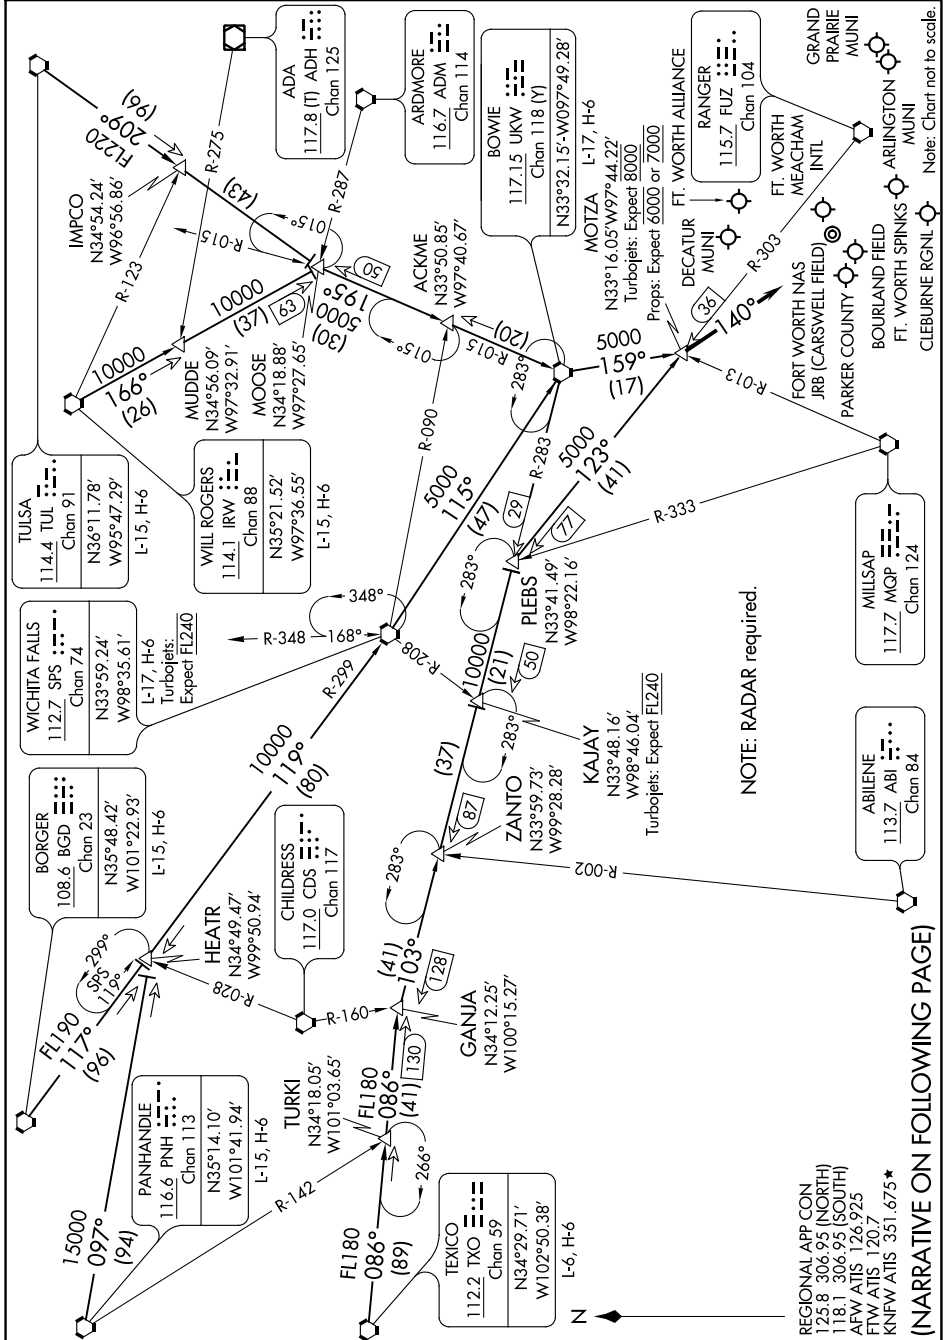 BORGER
108.6 BGD
Chan 23
N35°48.42'
W101°22.93'
L-15, H-6
WICHITA FALLS
112.7 SPS
Chan 74
N33°59.24'
W98°35.61'
L-17, H-6
Turbojets:
Expect FL240
TULSA
114.4 TUL
Chan 91
N36°11.78'
W95°47.29'
L-15, H-6
WILL ROGERS
114.1 IRW
Chan 88
N35°21.52'
W97°36.55'
L-15, H-6
ADA
117.8 (T) ADH
Chan 125
ARDMORE
116.7 ADM
Chan 114
BOWIE
117.15 UKW
Chan 118 (Y)
N33°32.15'-W097°49.28'
L-17, H-6
RANGER
115.7 FUZ
Chan 104
PANHANDLE
116.6 PNH
Chan 113
N35°14.10'
W101°41.94'
L-15, H-6
CHILDRESS
117.0 CDS
Chan 117
TEXICO
112.2 TXO
Chan 59
N34°29.71'
W102°50.38'
L-6, H-6
ABILENE
113.7 ABI
Chan 84
MILLSAP
117.7 MQP
Chan 124
IMPCO
N34°54.24'
W96°56.86'
MUDDE
N34°56.09'
W97°32.91'
MOOSE
N34°18.88'
W97°27.65'
ACKME
N33°50.85'
W97°40.67'
MOTZA
N33°16.05'W97°44.22'
Turbojets: Expect 8000
Props: Expect 6000 or 7000
HEATR
N34°49.47'
W99°50.94'
TURKI
N34°18.05'
W101°03.65'
GANJA
N34°12.25'
W100°15.27'
ZANTO
N33°59.73'
W99°28.28'
KAJAY
N33°48.16'
W98°46.04'
Turbojets: Expect FL240
PLEBS
N33°41.49'
W98°22.16'
FL220
209°
(96)
(43)
R-275
R-123
R-015
015°
R-287
10000
169°
(26)
10000
(37)
63
50
5000
195°
(30)
015°
R-015
(20)
R-090
283°
R-283
5000
159°
(17)
36
140°
R-303
R-013
R-333
5000
123°
(41)
77
29
5000
115°
(47)
348°
168°
R-348
R-299
R-208
10000
119°
(80)
FL190
117°
(96)
299°
SPS
119°
15000
097°
(94)
R-028
R-160
R-142
FL180
086°
(89)
266°
FL180
086°
(41)
130
128
103°
(41)
283°
87
(37)
R-002
283°
10000
(21)
50
283°
DECATUR
MUNI
FT. WORTH ALLIANCE
FT. WORTH
MEACHAM
INTL
GRAND
PRAIRIE
MUNI
ARLINGTON
MUNI
FORT WORTH NAS
JRB (CARSWELL FIELD)
PARKER COUNTY
BOURLAND FIELD
FT. WORTH SPINKS
CLEBURNE RGNL
Note: Chart not to scale.
NOTE: RADAR required.
N
REGIONAL APP CON
125.8 306.95 (NORTH)
118.1 306.95 (SOUTH)
AFW ATIS 126.925
FTW ATIS 120.7
KNFW ATIS 351.675★
(NARRATIVE ON FOLLOWING PAGE)